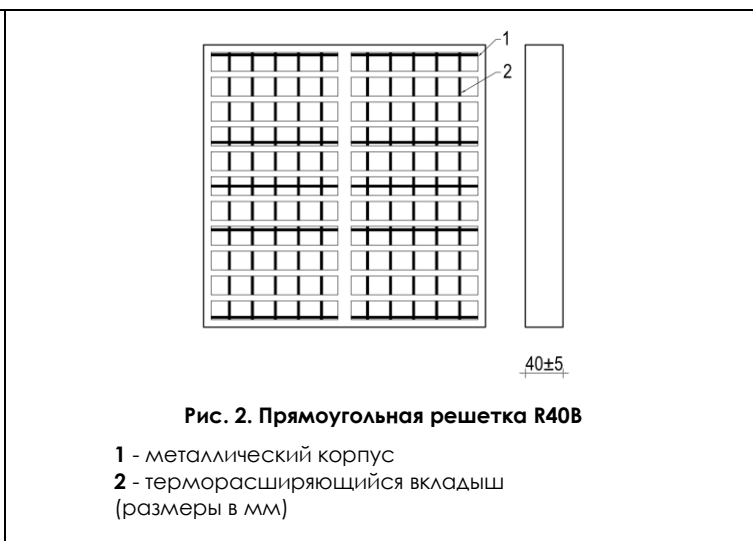 1
2
40±5
Рис. 2. Прямоугольная решетка R40B
1 - металлический корпус
2 - терморасширяющийся вкладыш
(размеры в мм)